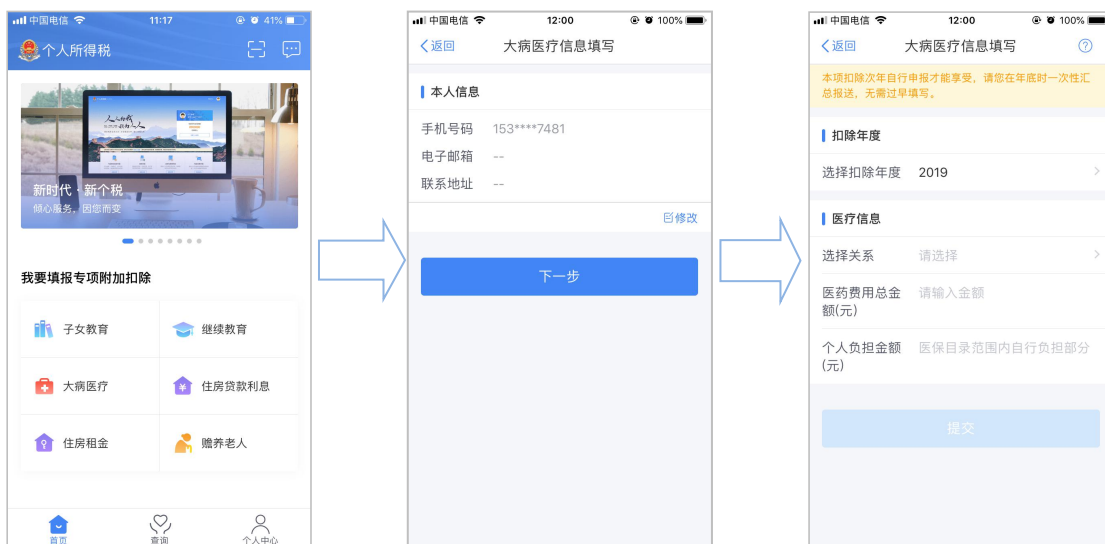 中国电信
11:17
41%
个人所得税
新时代·新个税
倾心服务，因您而变
我要填报专项附加扣除
子女教育
继续教育
大病医疗
住房贷款利息
住房租金
赡养老人
首页
查询
个人中心
中国电信
12:00
100%
返回
大病医疗信息填写
本人信息
手机号码 153****7481
电子邮箱 --
联系地址 --
修改
下一步
中国电信
12:00
100%
返回
大病医疗信息填写
本项扣除次年自行申报才能享受，请您在年底时一次性汇
总报送，无需过早填写。
扣除年度
选择扣除年度 2019
医疗信息
选择关系 请选择
医药费用总金 请输入金额
额(元)
个人负担金额 医保目录范围内自行负担部分
(元)
提交